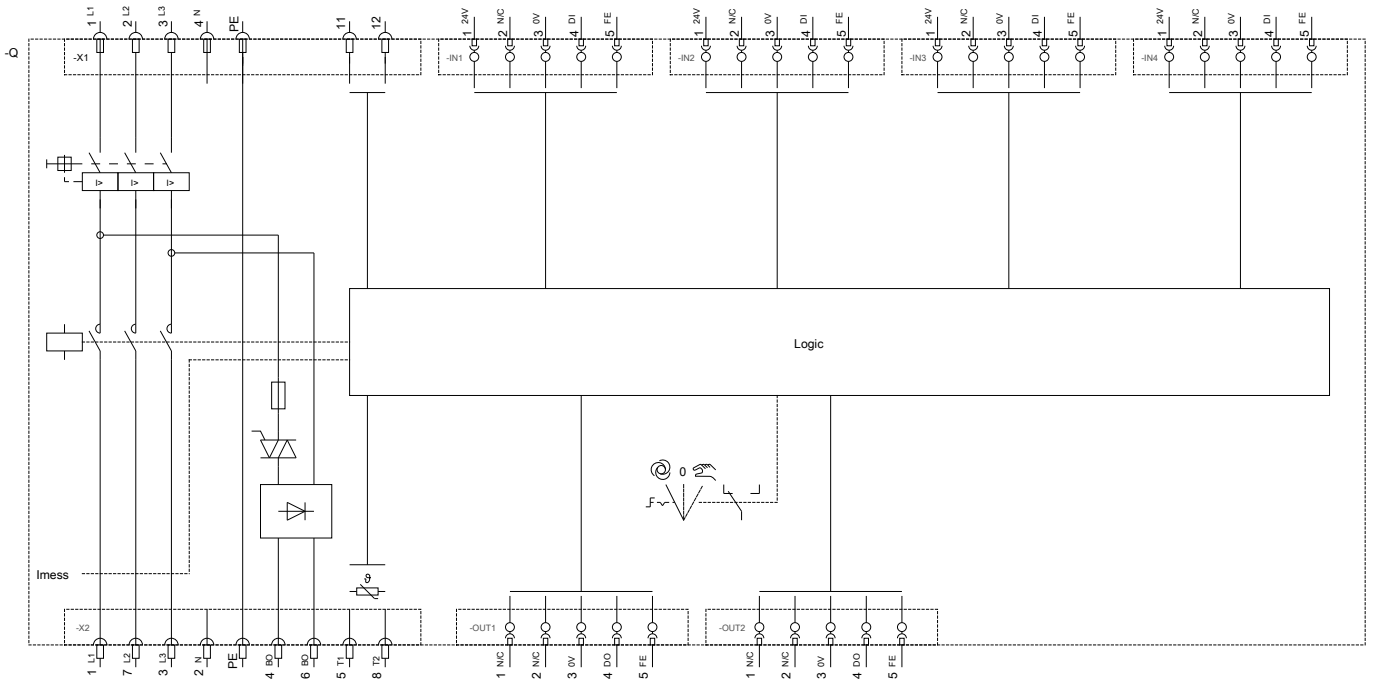 1 L1
2 L2
3 L3
4 N
PE
11
12
1 24V
2 N/C
3 0V
4 DI
5 FE
1 24V
2 N/C
3 0V
4 DI
5 FE
1 24V
2 N/C
3 0V
4 DI
5 FE
1 24V
2 N/C
3 0V
4 DI
5 FE
-Q
-X1
-IN1
-IN2
-IN3
-IN4
I>
I>
I>
Logic
0
Imess
ϑ
-X2
-OUT1
-OUT2
1 L1
7 L2
3 L3
2 N
PE
4 BO
6 BO
5 T1
8 T2
1 N/C
2 N/C
3 0V
4 DO
5 FE
1 N/C
2 N/C
3 0V
4 DO
5 FE